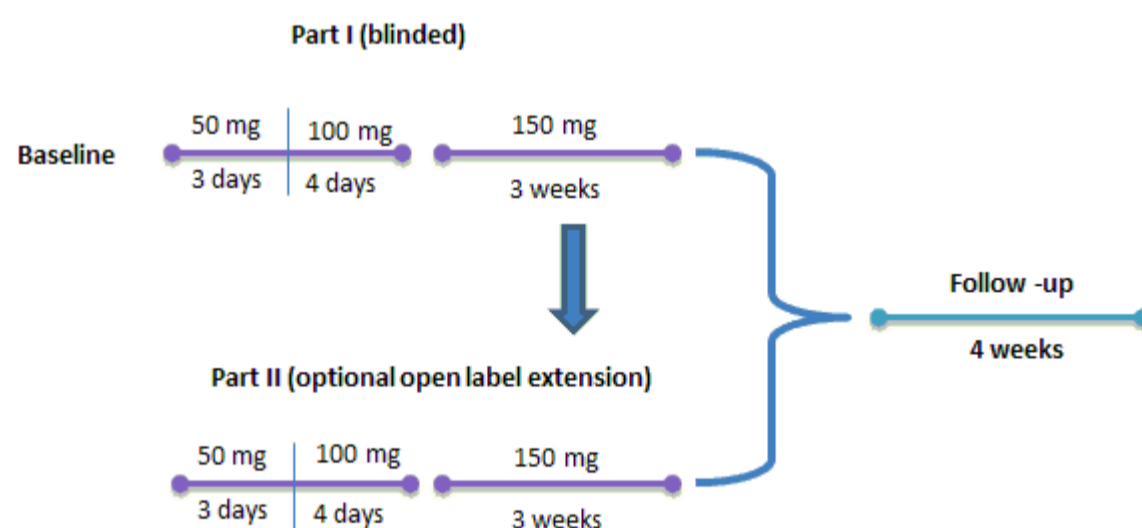 Part I (blinded)
50 mg
100 mg
150 mg
Baseline
3 days
4 days
3 weeks
Follow -up
4 weeks
Part II (optional open label extension)
50 mg
100 mg
150 mg
3 days
4 days
3 weeks